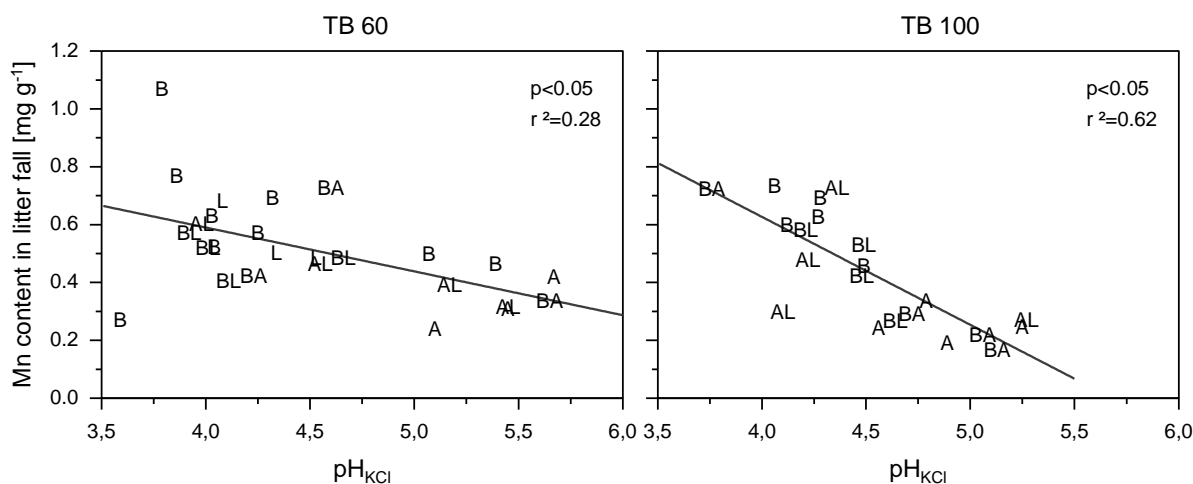 TB 60
TB 100
Mn content in litter fall [mg g⁻¹]
1.2
1.0
0.8
0.6
0.4
0.2
0.0
p<0.05
r ²=0.28
B
B
B
BA
L
B
AL
B
BL
B
BL
B
L
B
L
AL
BL
BL
BA
B
B
AL
A
A
BA
AL
A
B
p<0.05
r ²=0.62
BA
B
B
AL
B
B
BL
BL
AL
B
BL
AL
A
BL
BA
A
A
AL
A
BA
BA
3,5
4,0
4,5
5,0
5,5
6,0
3,5
4,0
4,5
5,0
5,5
6,0
pH_KCl
pH_KCl